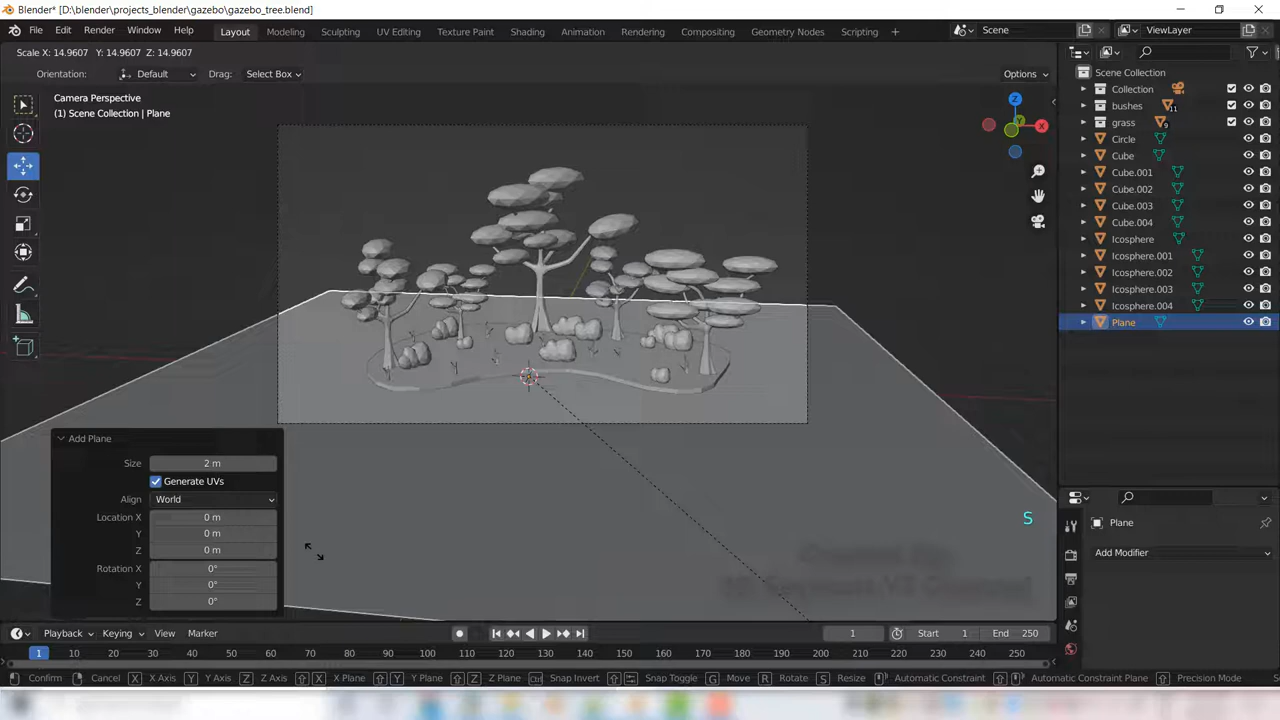 Blender* [D:\blender\projects_blender\gazebo\gazebo_tree.blend]
File Edit Render Window Help Layout Modeling Sculpting UV Editing Texture Paint Shading Animation Rendering Compositing Geometry Nodes Scripting + Scene ViewLayer
Scale X: 14.9607 Y: 14.9607 Z: 14.9607
Orientation: Default Drag: Select Box Options
Camera Perspective
(1) Scene Collection | Plane
Z
X
Y
Scene Collection
Collection
bushes 11
grass 9
Circle
Cube
Cube.001
Cube.002
Cube.003
Cube.004
Icosphere
Icosphere.001
Icosphere.002
Icosphere.003
Icosphere.004
Plane
Add Plane
Size 2 m
Generate UVs
Align World
Location X 0 m
Y 0 m
Z 0 m
Rotation X 0°
Y 0°
Z 0°
S
Plane
Add Modifier
Playback Keying View Marker 1 Start 1 End 250
1 10 20 30 40 50 60 70 80 90 100 110 120 130 140 150 160 170 180 190 200 210 220 230 240 250
Confirm Cancel X X Axis Y Y Axis Z Z Axis X X Plane Y Y Plane Z Z Plane Snap Invert Snap Toggle G Move R Rotate S Resize Automatic Constraint Automatic Constraint Plane Precision Mode